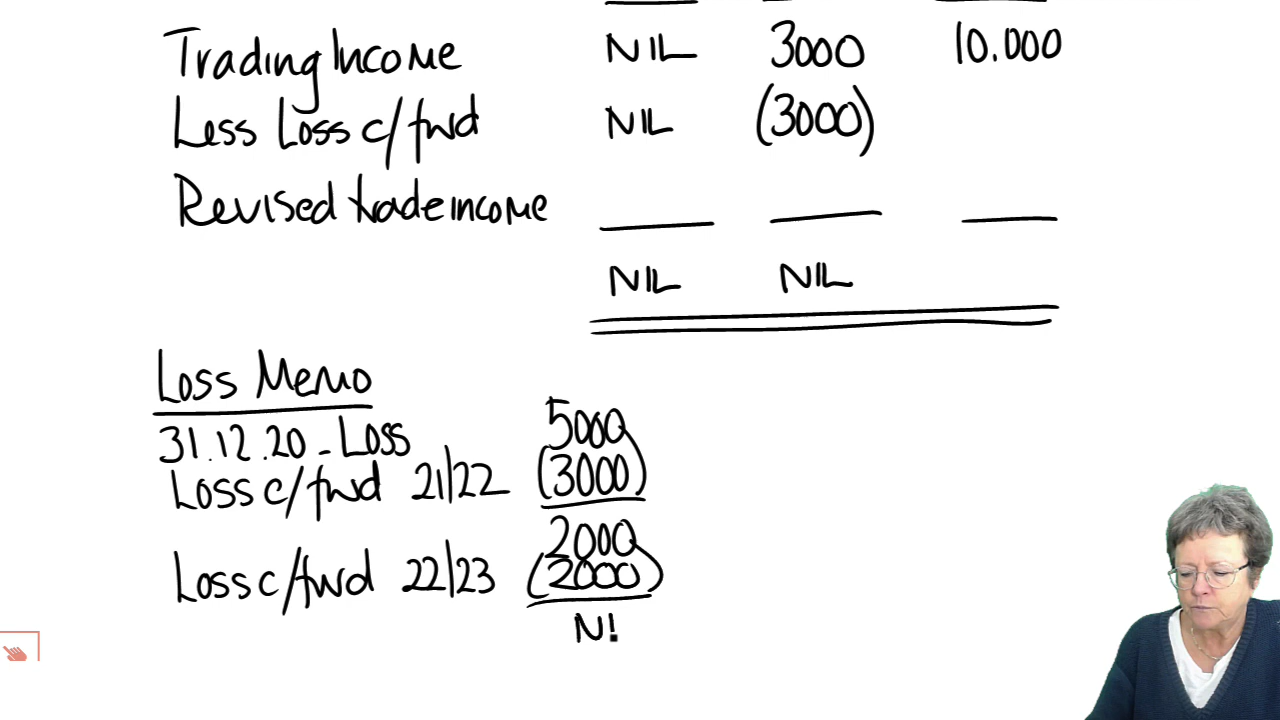 Trading Income NIL 3000 10.000
Less Loss c/fwd NIL (3000)
Revised trade income
NIL NIL
Loss Memo
31.12.20 - Loss 5000
Loss c/fwd 21/22 (3000)
2000
Loss c/fwd 22/23 (2000)
N!